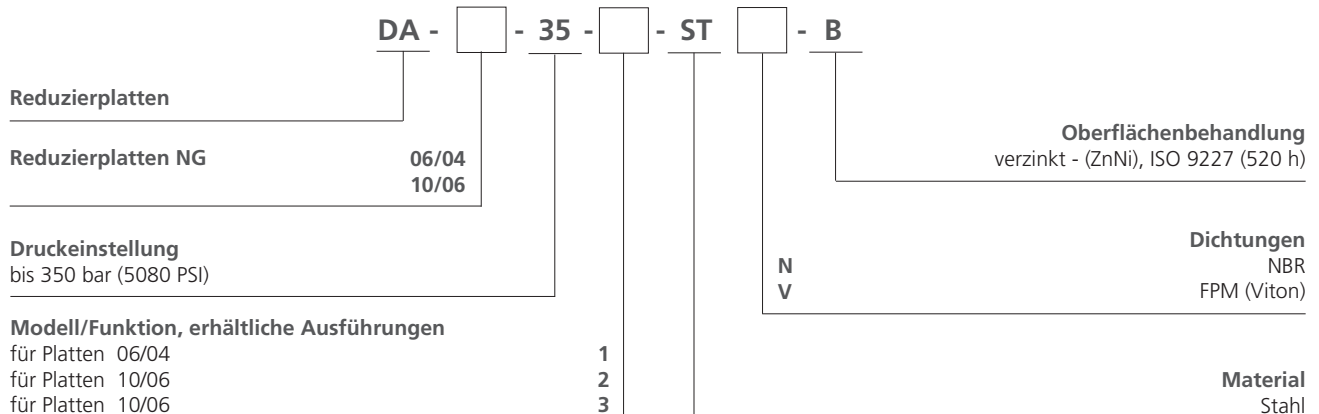 DA - - 35 - - ST - B
Reduzierplatten
Reduzierplatten NG 06/04
10/06
Druckeinstellung
bis 350 bar (5080 PSI)
Modell/Funktion, erhältliche Ausführungen
für Platten 06/04 1
für Platten 10/06 2
für Platten 10/06 3
Oberflächenbehandlung
verzinkt - (ZnNi), ISO 9227 (520 h)
Dichtungen
N NBR
V FPM (Viton)
Material
Stahl